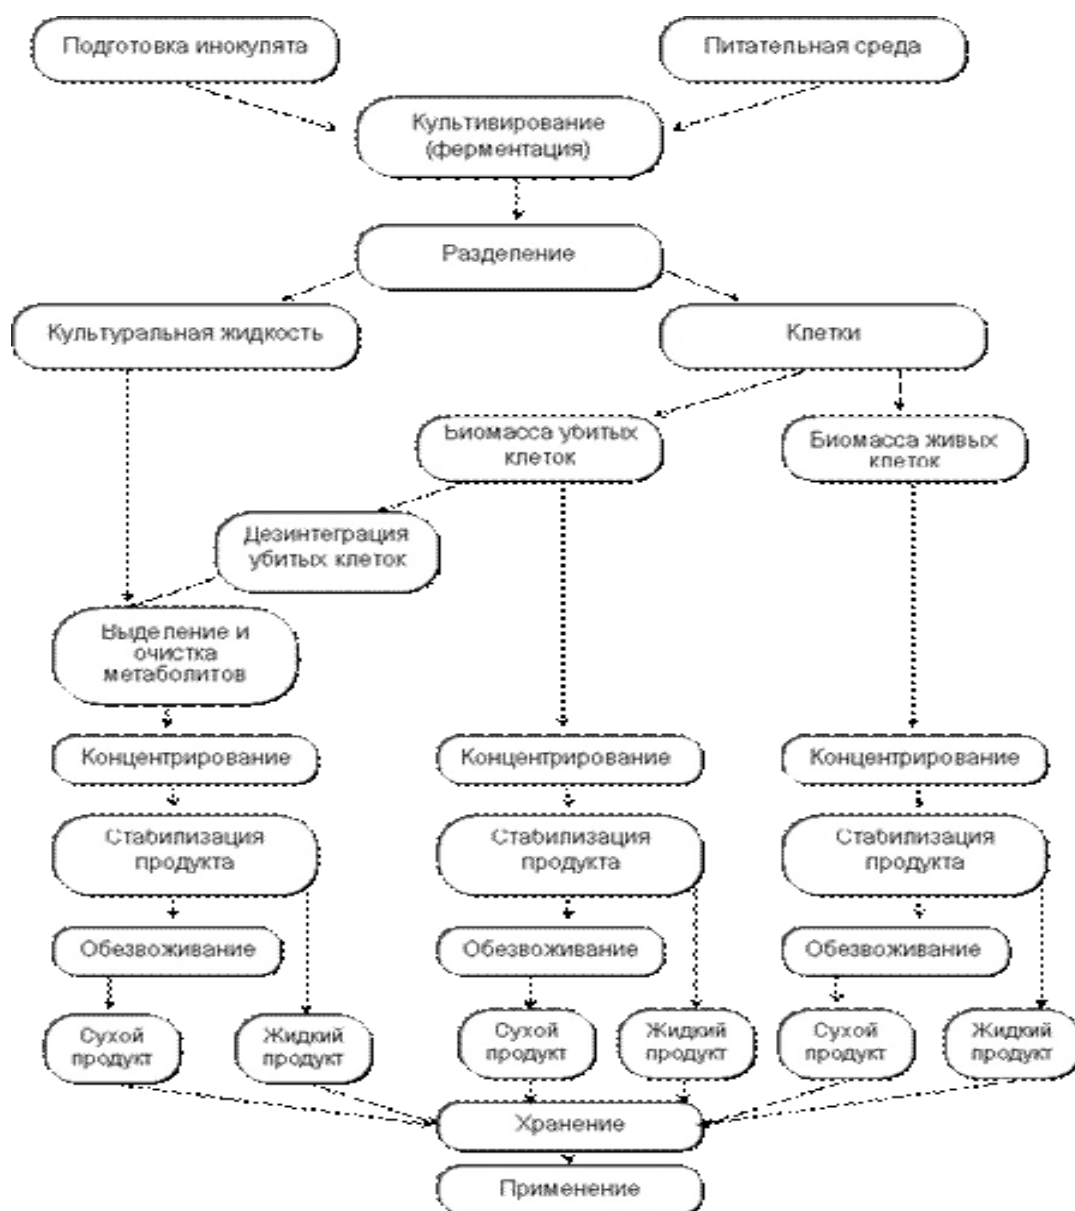 Подготовка инокулята
Питательная среда
Культивирование
(ферментация)
Разделение
Культуральная жидкость
Клетки
Биомасса убитых
клеток
Биомасса живых
клеток
Дезинтеграция
убитых клеток
Выделение и
очистка
метаболитов
Концентрирование
Концентрирование
Концентрирование
Стабилизация
продукта
Стабилизация
продукта
Стабилизация
продукта
Обезвоживание
Обезвоживание
Обезвоживание
Сухой
продукт
Жидкий
продукт
Сухой
продукт
Жидкий
продукт
Сухой
продукт
Жидкий
продукт
Хранение
Применение